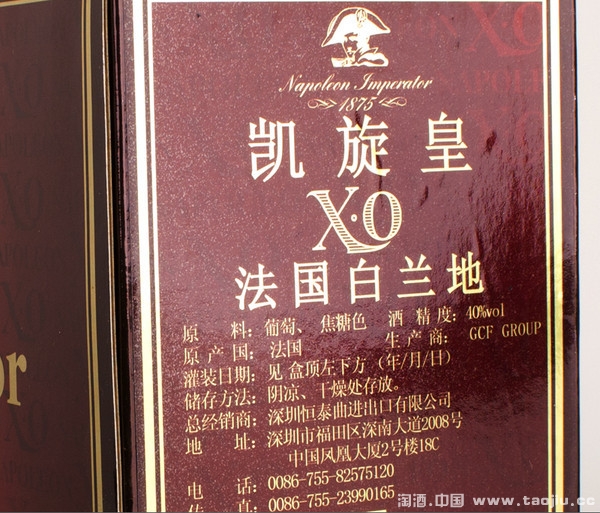 Napoleon Imperator
1875
凯旋皇
X.O
法国白兰地
原 料：葡萄、焦糖色 酒 精 度：40%vol
原 产 国：法国 生 产 商：GCF GROUP
灌装日期：见 盒顶左下方（年/月/日）
储存方法：阴凉、干燥处存放。
总经销商：深圳恒泰曲进出口有限公司
地 址：深圳市福田区深南大道2008号
中国凤凰大厦2号楼18C
电 话：0086-755-82575120
传 真：0086-755-23990165
XO
or
淘酒.中国 www.taojiu.cc